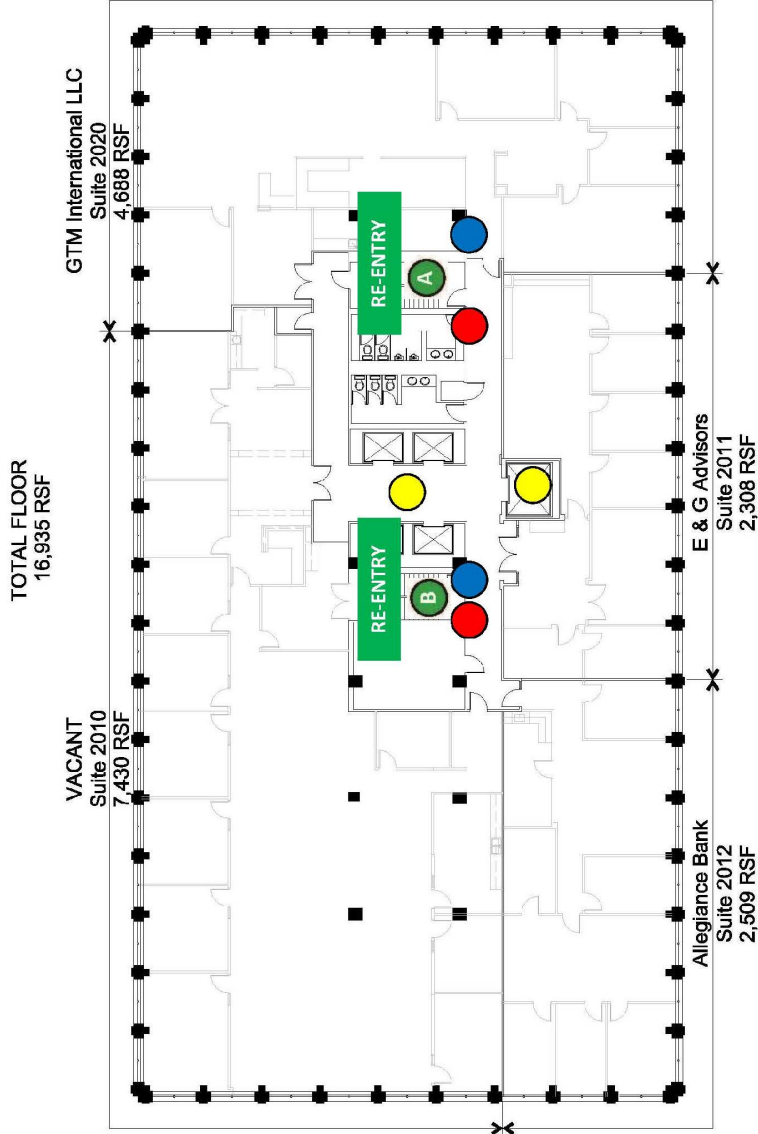 TOTAL FLOOR
16,935 RSF
VACANT
Suite 2010
7,430 RSF
GTM International LLC
Suite 2020
4,688 RSF
RE-ENTRY
B
RE-ENTRY
A
Allegiance Bank
Suite 2012
2,509 RSF
E & G Advisors
Suite 2011
2,308 RSF